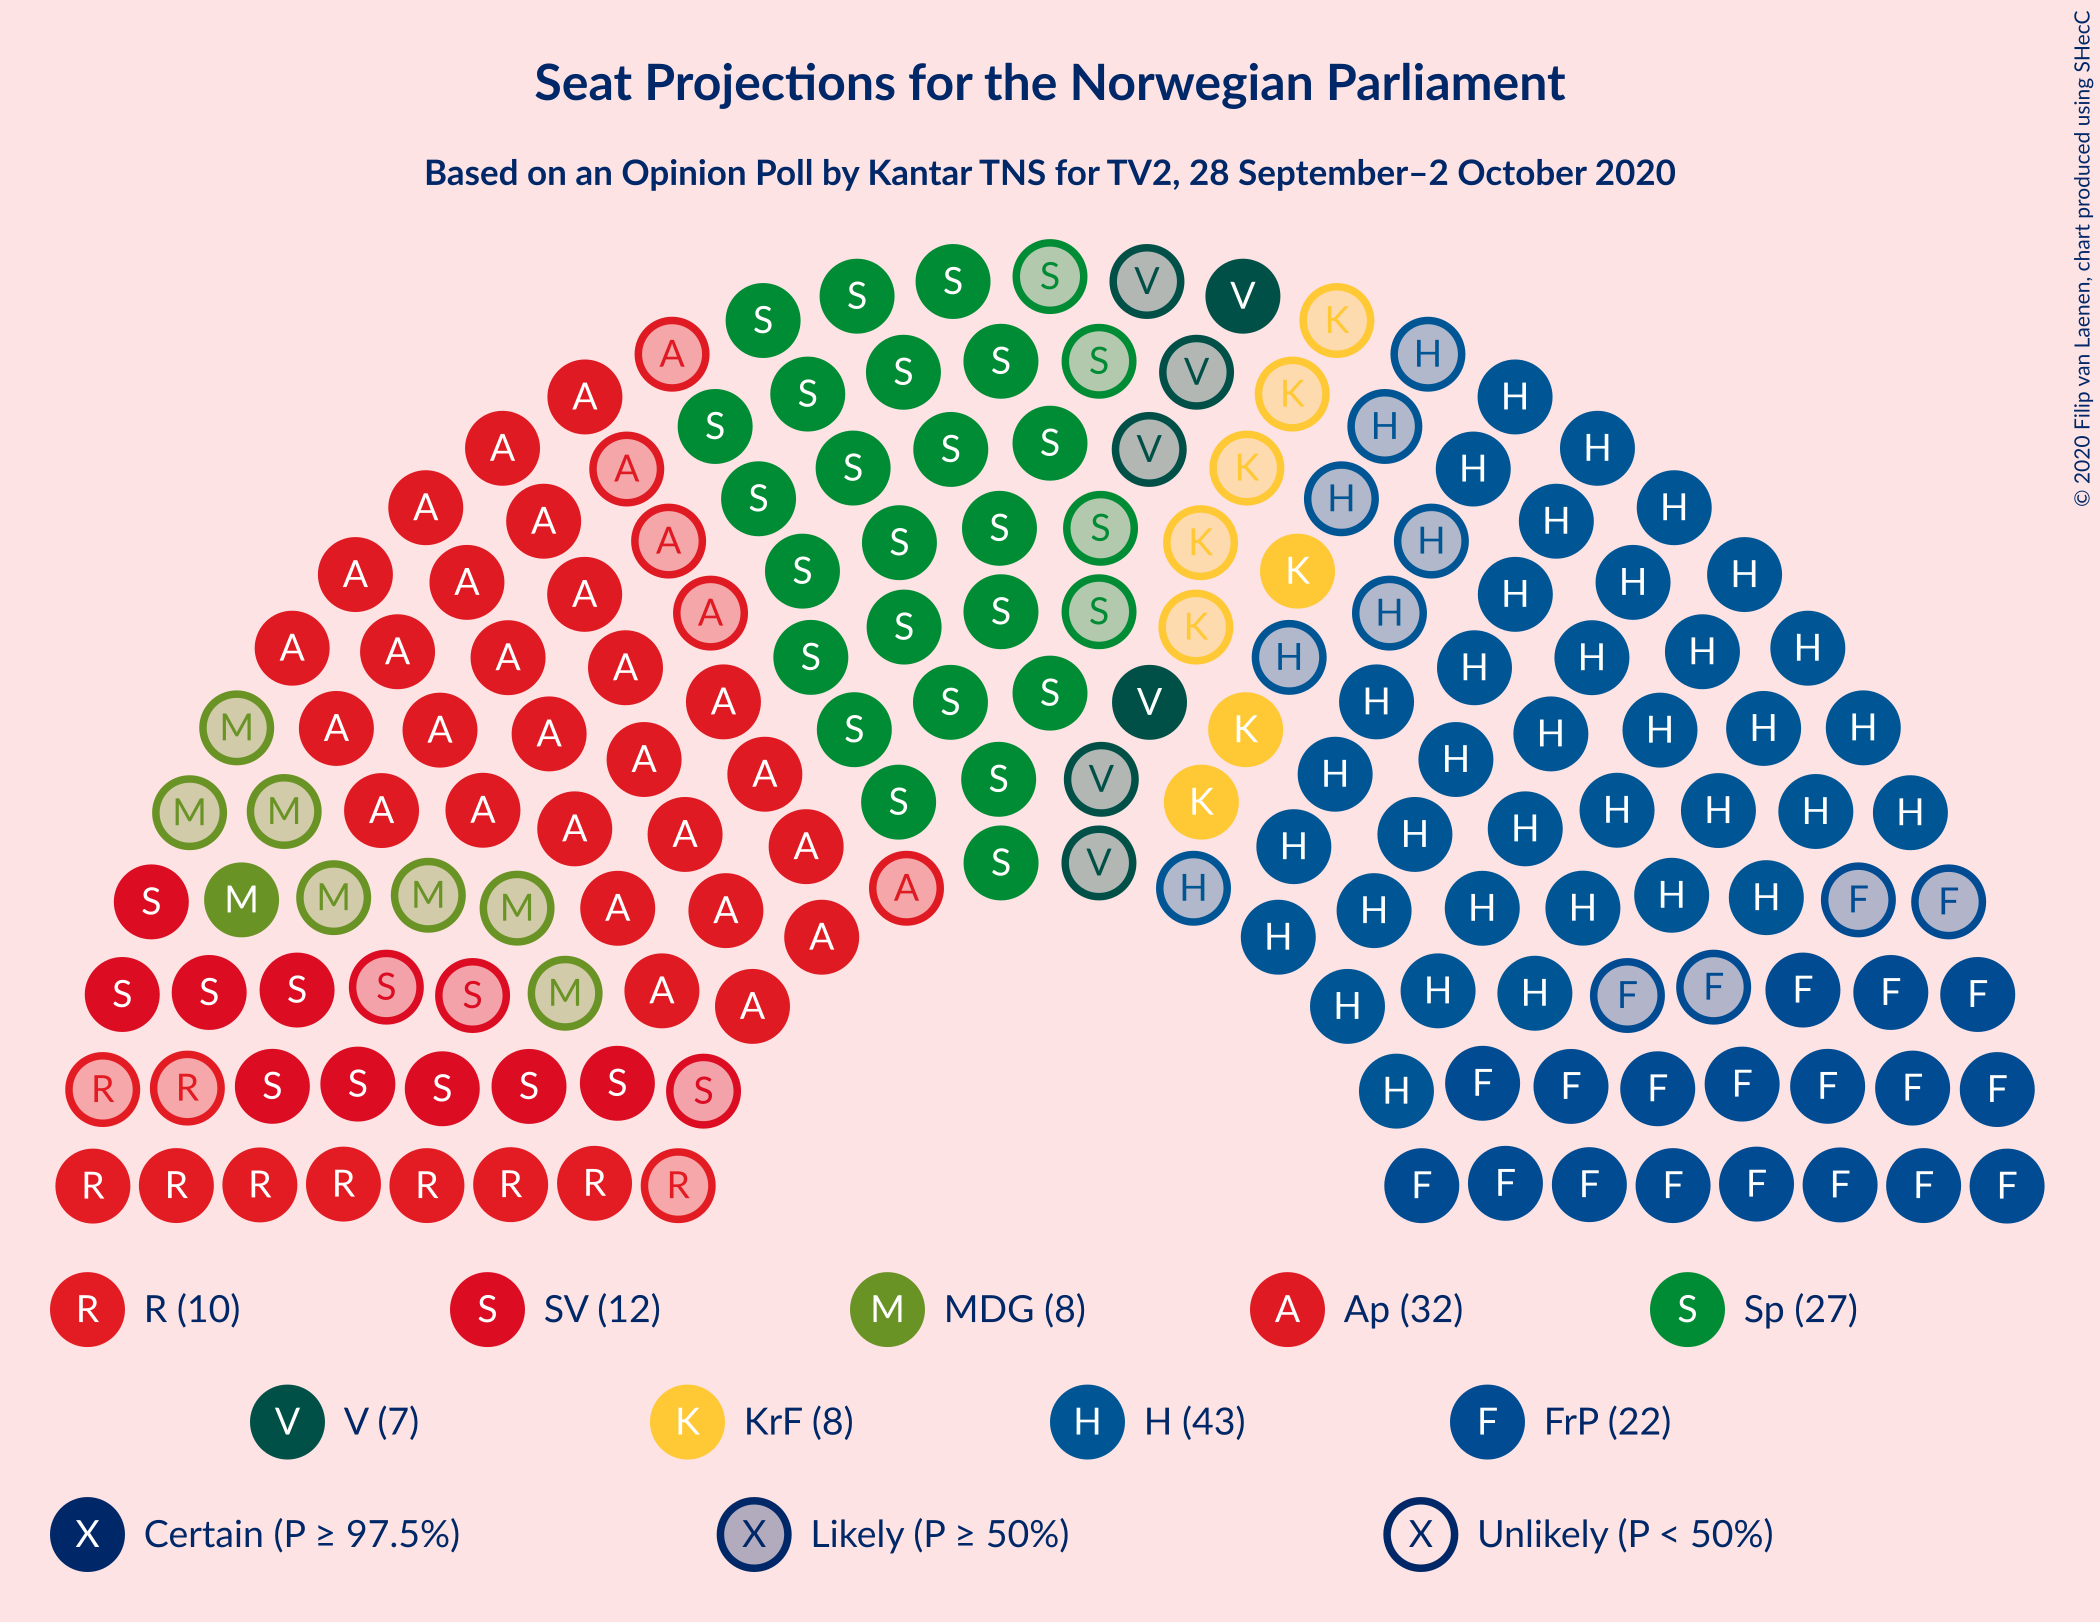 Seat Projections for the Norwegian Parliament
Based on an Opinion Poll by Kantar TNS for TV2, 28 September–2 October 2020
© 2020 Filip van Laenen, chart produced using SHecC
S S S S V V K
A S S S S V K H
A A S S S V K H H
A A A S S S S K K H H H
A A A A S S S S K H H H H
A A A A A S S S V K H H H H H
M A A A A A S S V K H H H H H H
M M A A A A A A S V H H H H H H H
S M M M M A A A H H H H H F F
S S S S S M A A H H H F F F F F
R R S S S S S S H F F F F F F F
R R R R R R R R F F F F F F F F
R R (10) S SV (12) M MDG (8) A Ap (32) S Sp (27)
V V (7) K KrF (8) H H (43) F FrP (22)
X Certain (P ≥ 97.5%) X Likely (P ≥ 50%) X Unlikely (P < 50%)